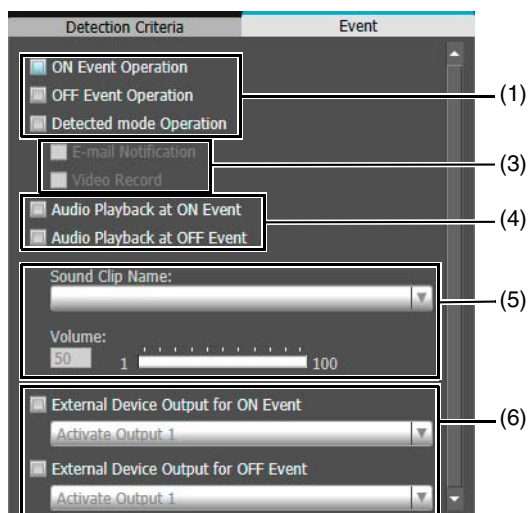 Detection Criteria Event
ON Event Operation
OFF Event Operation
Detected mode Operation
(1)
E-mail Notification
Video Record
(3)
Audio Playback at ON Event
Audio Playback at OFF Event
(4)
Sound Clip Name:
(5)
Volume:
50 1 100
External Device Output for ON Event
(6)
Activate Output 1
External Device Output for OFF Event
Activate Output 1